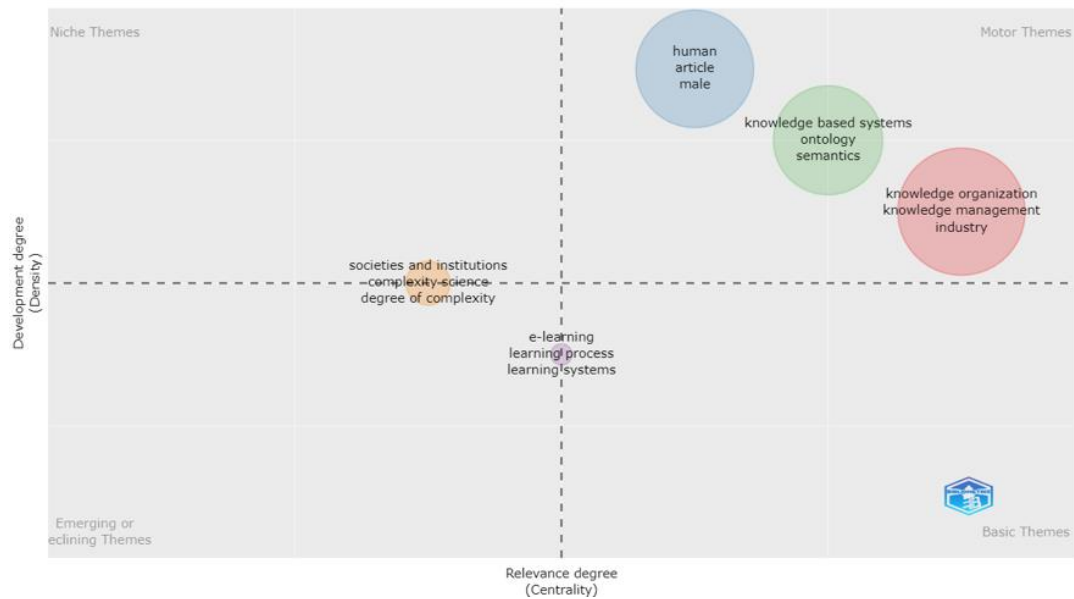 Niche Themes
Motor Themes
human
article
male
knowledge based systems
ontology
semantics
knowledge organization
knowledge management
industry
societies and institutions
complexity science
degree of complexity
e-learning
learning process
learning systems
Development degree
(Density)
Emerging or
eclining Themes
Basic Themes
Relevance degree
(Centrality)